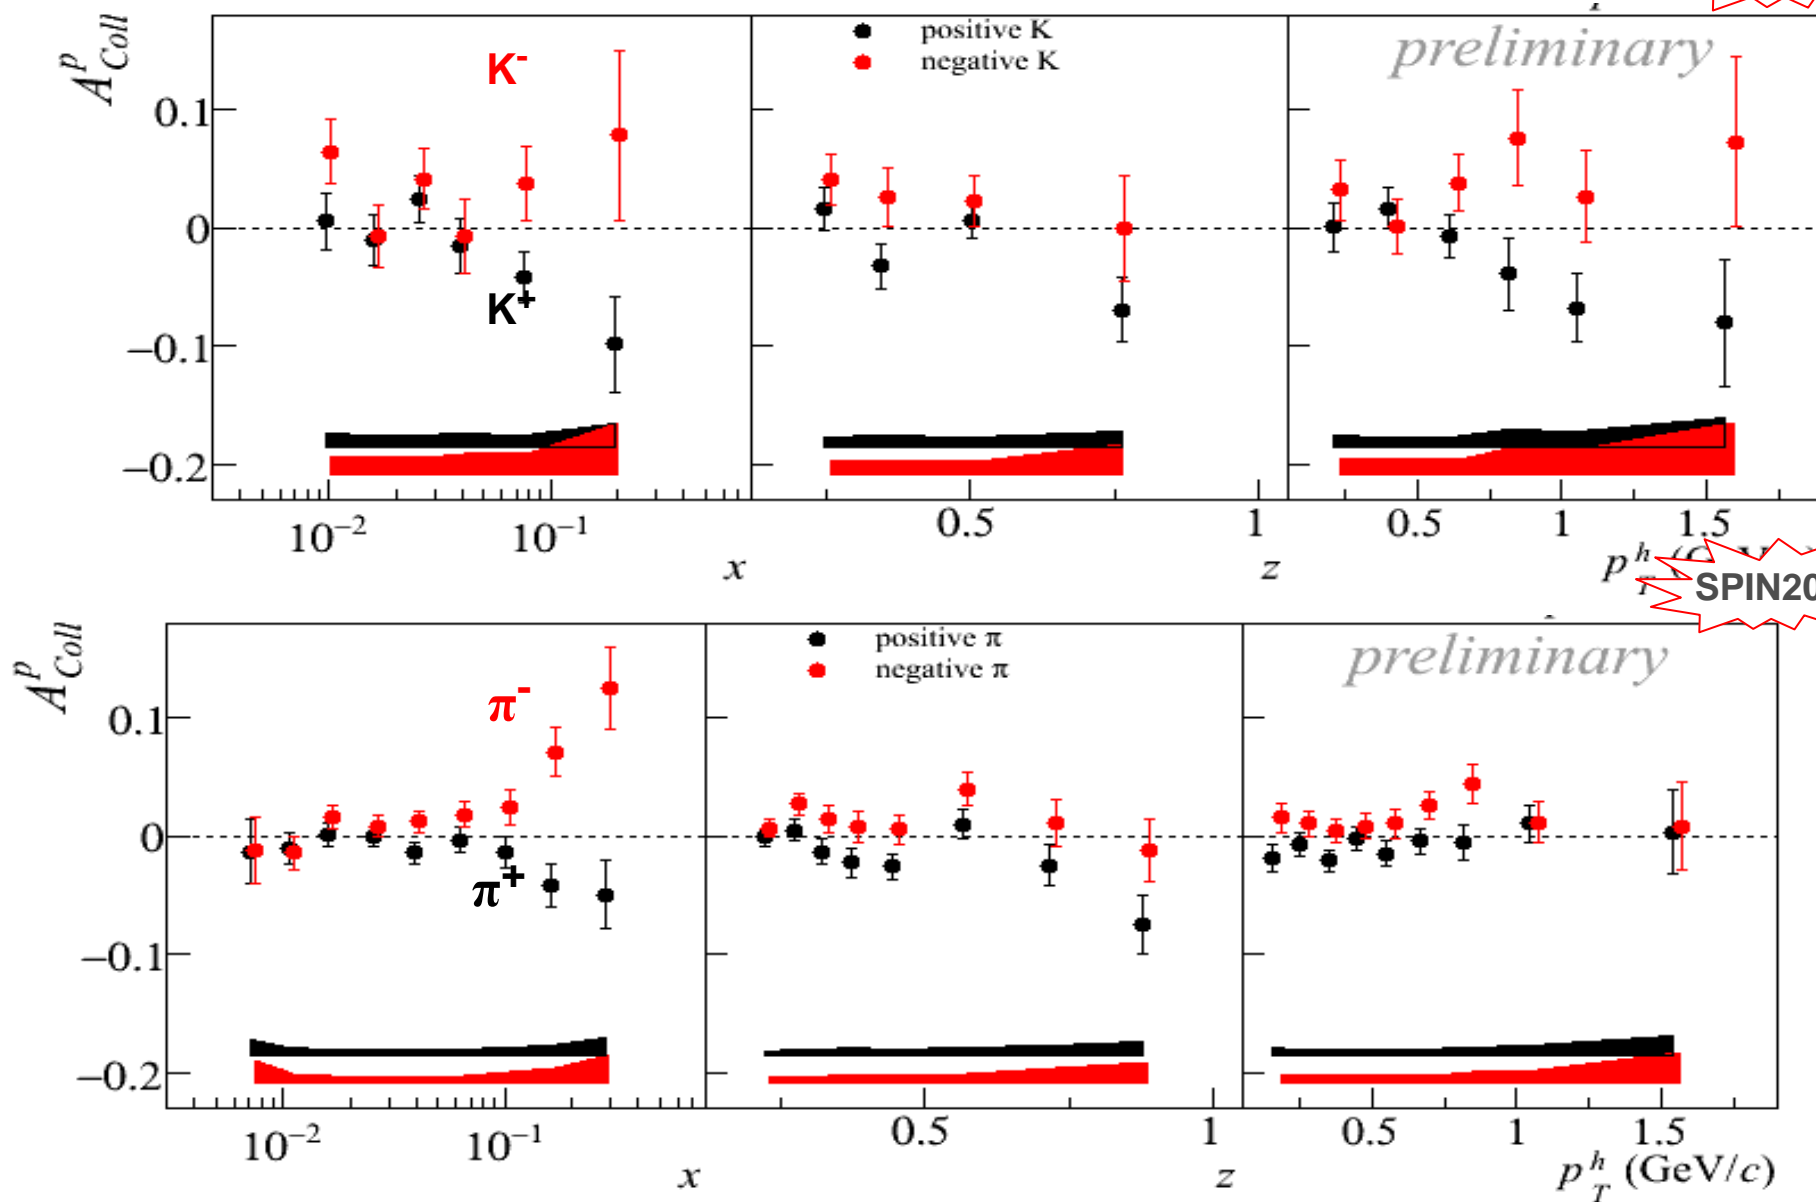 A^p_Coll
positive K
negative K
preliminary
K⁻
K⁺
0.1
0
−0.1
−0.2
10⁻² 10⁻¹ 0.5 1 0.5 1 1.5
x z p_T^h
SPIN20
A^p_Coll
positive π
negative π
preliminary
π⁻
π⁺
0.1
0
−0.1
−0.2
10⁻² 10⁻¹ 0.5 1 0.5 1 1.5
x z p_T^h (GeV/c)